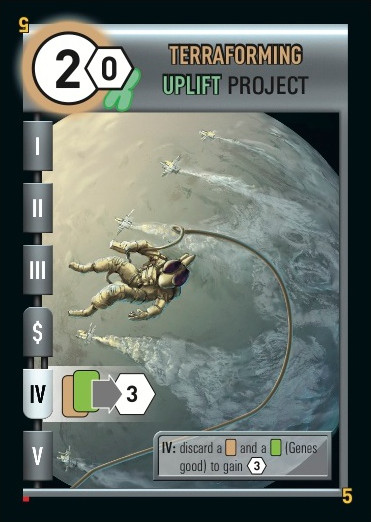 5
2 0
TERRAFORMING
UPLIFT PROJECT
I
II
III
$
IV 3
V
IV: discard a and a (Genes
good) to gain 3
5